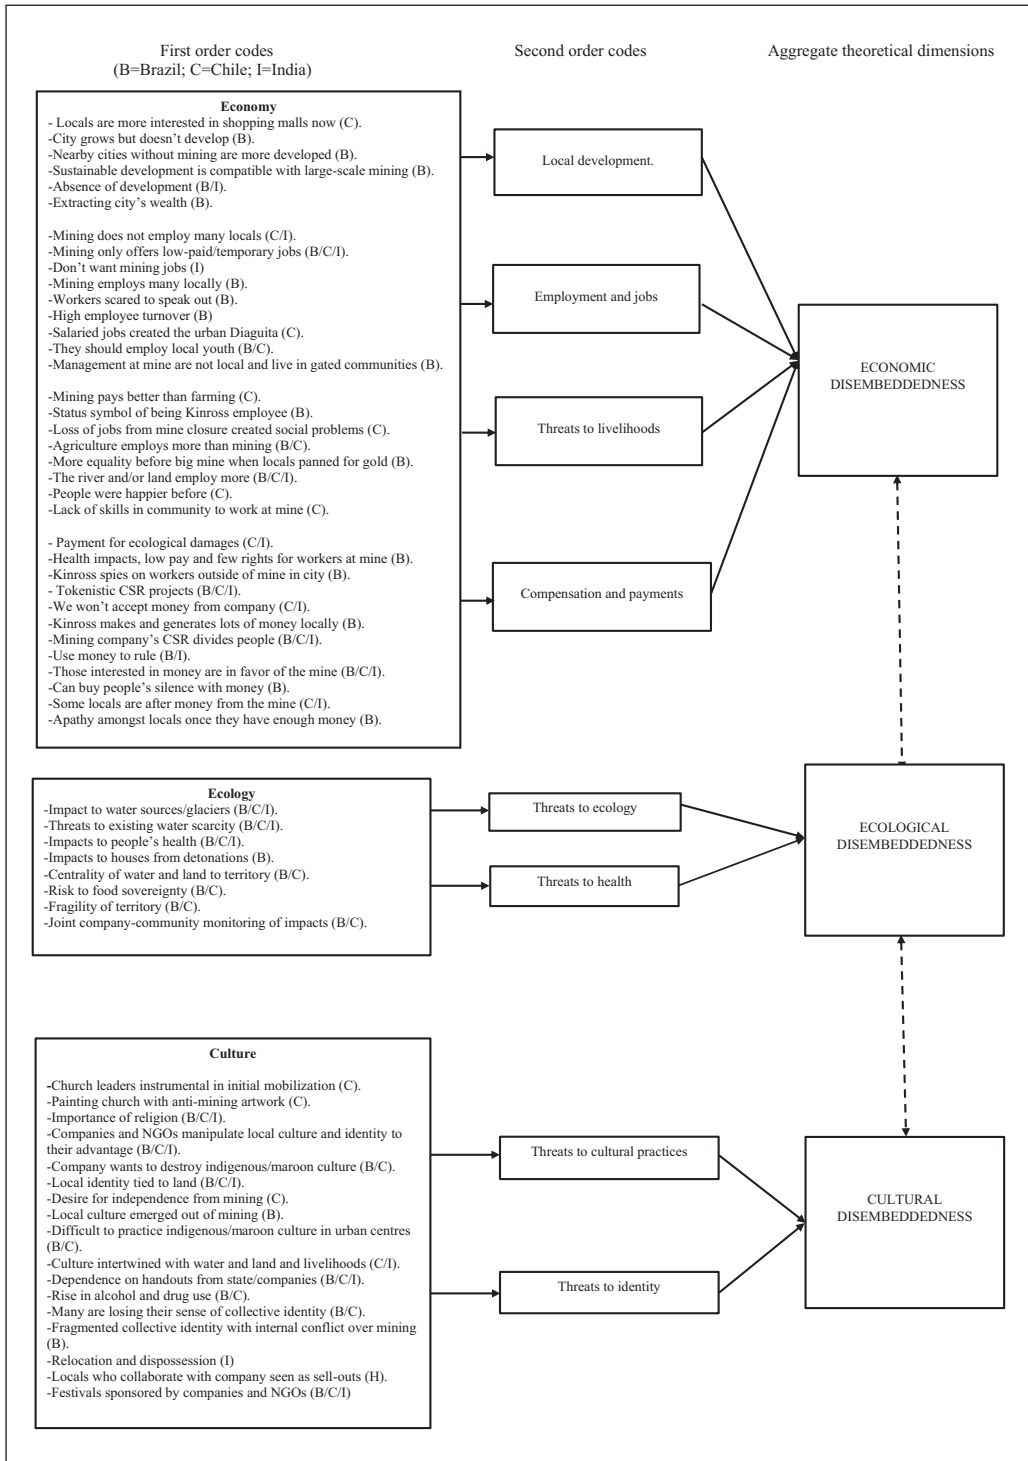 First order codes
(B=Brazil; C=Chile; I=India)
Second order codes
Aggregate theoretical dimensions
Economy
- Locals are more interested in shopping malls now (C).
-City grows but doesn't develop (B).
-Nearby cities without mining are more developed (B).
-Sustainable development is compatible with large-scale mining (B).
-Absence of development (B/I).
-Extracting city's wealth (B).
-Mining does not employ many locals (C/I).
-Mining only offers low-paid/temporary jobs (B/C/I).
-Don't want mining jobs (I)
-Mining employs many locally (B).
-Workers scared to speak out (B).
-High employee turnover (B)
-Salaried jobs created the urban Diaguita (C).
-They should employ local youth (B/C).
-Management at mine are not local and live in gated communities (B).
-Mining pays better than farming (C).
-Status symbol of being Kinross employee (B).
-Loss of jobs from mine closure created social problems (C).
-Agriculture employs more than mining (B/C).
-More equality before big mine when locals panned for gold (B).
-The river and/or land employ more (B/C/I).
-People were happier before (C).
-Lack of skills in community to work at mine (C).
- Payment for ecological damages (C/I).
-Health impacts, low pay and few rights for workers at mine (B).
-Kinross spies on workers outside of mine in city (B).
- Tokenistic CSR projects (B/C/I).
-We won't accept money from company (C/I).
-Kinross makes and generates lots of money locally (B).
-Mining company's CSR divides people (B/C/I).
-Use money to rule (B/I).
-Those interested in money are in favor of the mine (B/C/I).
-Can buy people's silence with money (B).
-Some locals are after money from the mine (C/I).
-Apathy amongst locals once they have enough money (B).
Local development.
Employment and jobs
Threats to livelihoods
Compensation and payments
ECONOMIC
DISEMBEDDEDNESS
Ecology
-Impact to water sources/glaciers (B/C/I).
-Threats to existing water scarcity (B/C/I).
-Impacts to people's health (B/C/I).
-Impacts to houses from detonations (B).
-Centrality of water and land to territory (B/C).
-Risk to food sovereignty (B/C).
-Fragility of territory (B/C).
-Joint company-community monitoring of impacts (B/C).
Threats to ecology
Threats to health
ECOLOGICAL
DISEMBEDDEDNESS
Culture
-Church leaders instrumental in initial mobilization (C).
-Painting church with anti-mining artwork (C).
-Importance of religion (B/C/I).
-Companies and NGOs manipulate local culture and identity to
their advantage (B/C/I).
-Company wants to destroy indigenous/maroon culture (B/C).
-Local identity tied to land (B/C/I).
-Desire for independence from mining (C).
-Local culture emerged out of mining (B).
-Difficult to practice indigenous/maroon culture in urban centres
(B/C).
-Culture intertwined with water and land and livelihoods (C/I).
-Dependence on handouts from state/companies (B/C/I).
-Rise in alcohol and drug use (B/C).
-Many are losing their sense of collective identity (B/C).
-Fragmented collective identity with internal conflict over mining
(B).
-Relocation and dispossession (I)
-Locals who collaborate with company seen as sell-outs (H).
-Festivals sponsored by companies and NGOs (B/C/I)
Threats to cultural practices
Threats to identity
CULTURAL
DISEMBEDDEDNESS